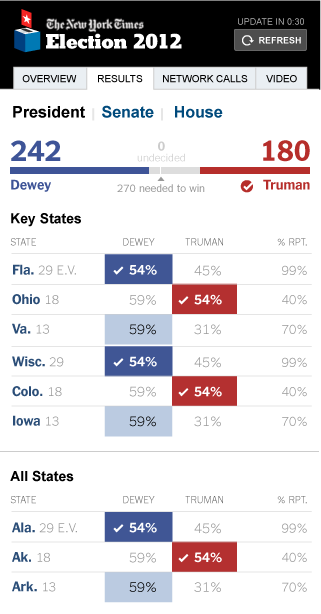 The New York Times
Election 2012
UPDATE IN 0:30
REFRESH
OVERVIEW RESULTS NETWORK CALLS VIDEO
President | Senate | House
242 0 180
undecided
Dewey 270 needed to win Truman
Key States
STATE DEWEY TRUMAN % RPT.
Fla. 29 E.V. ✓ 54% 45% 99%
Ohio 18 59% ✓ 54% 40%
Va. 13 59% 31% 70%
Wisc. 29 ✓ 54% 45% 99%
Colo. 18 59% ✓ 54% 40%
Iowa 13 59% 31% 70%
All States
STATE DEWEY TRUMAN % RPT.
Ala. 29 E.V. ✓ 54% 45% 99%
Ak. 18 59% ✓ 54% 40%
Ark. 13 59% 31% 70%